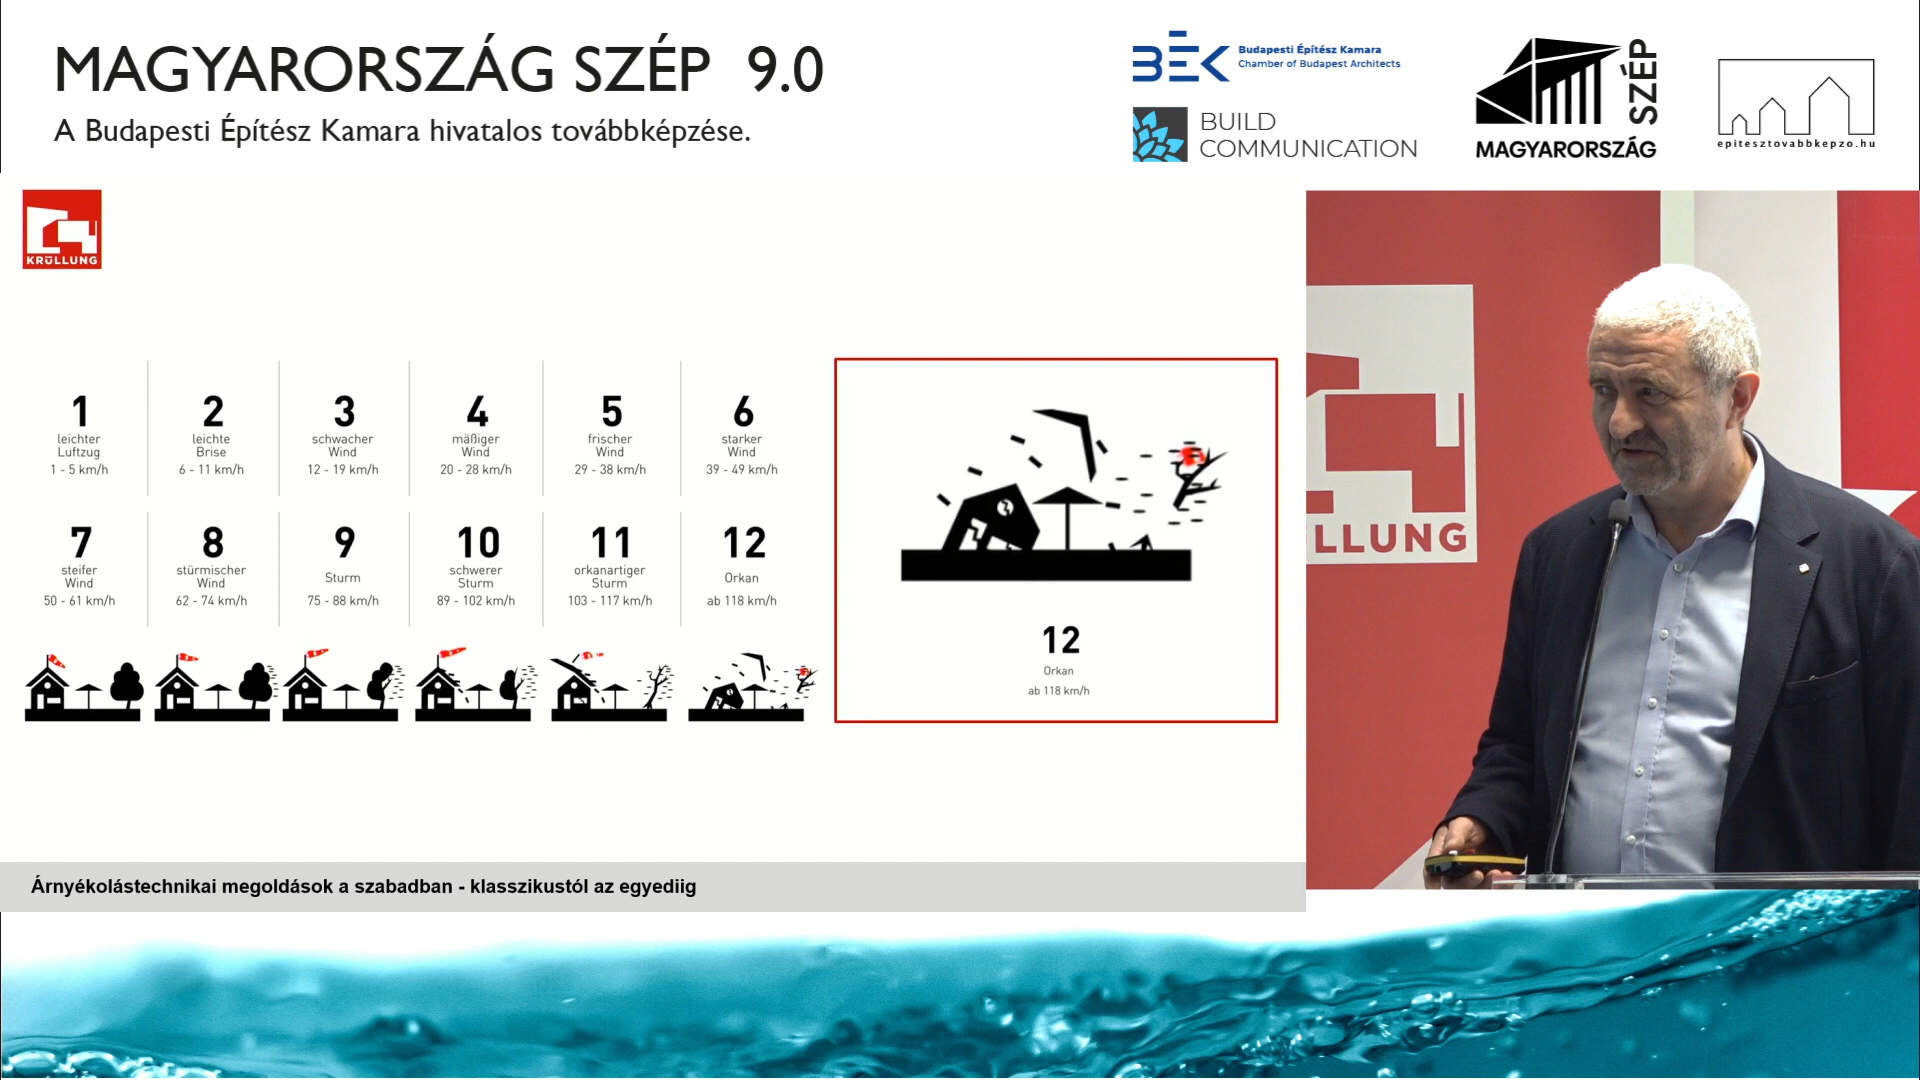 MAGYARORSZÁG SZÉP 9.0
A Budapesti Építész Kamara hivatalos továbbképzése.
BÉK
Budapesti Építész Kamara
Chamber of Budapest Architects
BUILD
COMMUNICATION
SZÉP
MAGYARORSZÁG
epitesztovabbkepzo.hu
KRÜLLUNG
1
leichter
Luftzug
1 - 5 km/h
2
leichte
Brise
6 - 11 km/h
3
schwacher
Wind
12 - 19 km/h
4
mäßiger
Wind
20 - 28 km/h
5
frischer
Wind
29 - 38 km/h
6
starker
Wind
39 - 49 km/h
7
steifer
Wind
50 - 61 km/h
8
stürmischer
Wind
62 - 74 km/h
9
Sturm
75 - 88 km/h
10
schwerer
Sturm
89 - 102 km/h
11
orkanartiger
Sturm
103 - 117 km/h
12
Orkan
ab 118 km/h
12
Orkan
ab 118 km/h
LLUNG
Árnyékolástechnikai megoldások a szabadban - klasszikustól az egyediig